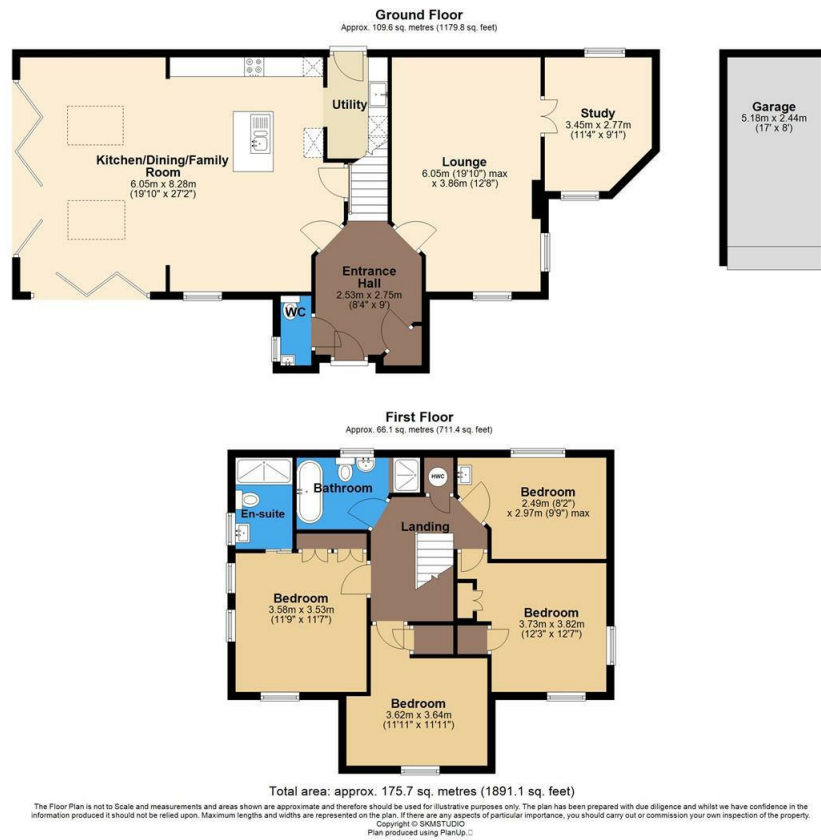 Ground Floor
Approx. 109.6 sq. metres (1179.8 sq. feet)
Utility
Kitchen/Dining/Family
Room
6.05m x 8.28m
(19'10" x 27'2")
Lounge
6.05m (19'10") max
x 3.86m (12'8")
Study
3.45m x 2.77m
(11'4" x 9'1")
Garage
5.18m x 2.44m
(17' x 8')
Entrance
Hall
2.53m x 2.75m
(8'4" x 9')
WC
First Floor
Approx. 66.1 sq. metres (711.4 sq. feet)
Bathroom
En-suite
HWC
Landing
Bedroom
2.49m (8'2")
x 2.97m (9'9") max
Bedroom
3.58m x 3.53m
(11'9" x 11'7")
Bedroom
3.73m x 3.82m
(12'3" x 12'7")
Bedroom
3.62m x 3.64m
(11'11" x 11'11")
Total area: approx. 175.7 sq. metres (1891.1 sq. feet)
The Floor Plan is not to Scale and measurements and areas shown are approximate and therefore should be used for illustrative purposes only. The plan has been prepared with due diligence and whilst we have confidence in the
information produced it should not be relied upon. Maximum lengths and widths are represented on the plan. If there are any aspects of particular importance, you should carry out or commission your own inspection of the property.
Copyright © SKMSTUDIO
Plan produced using PlanUp.